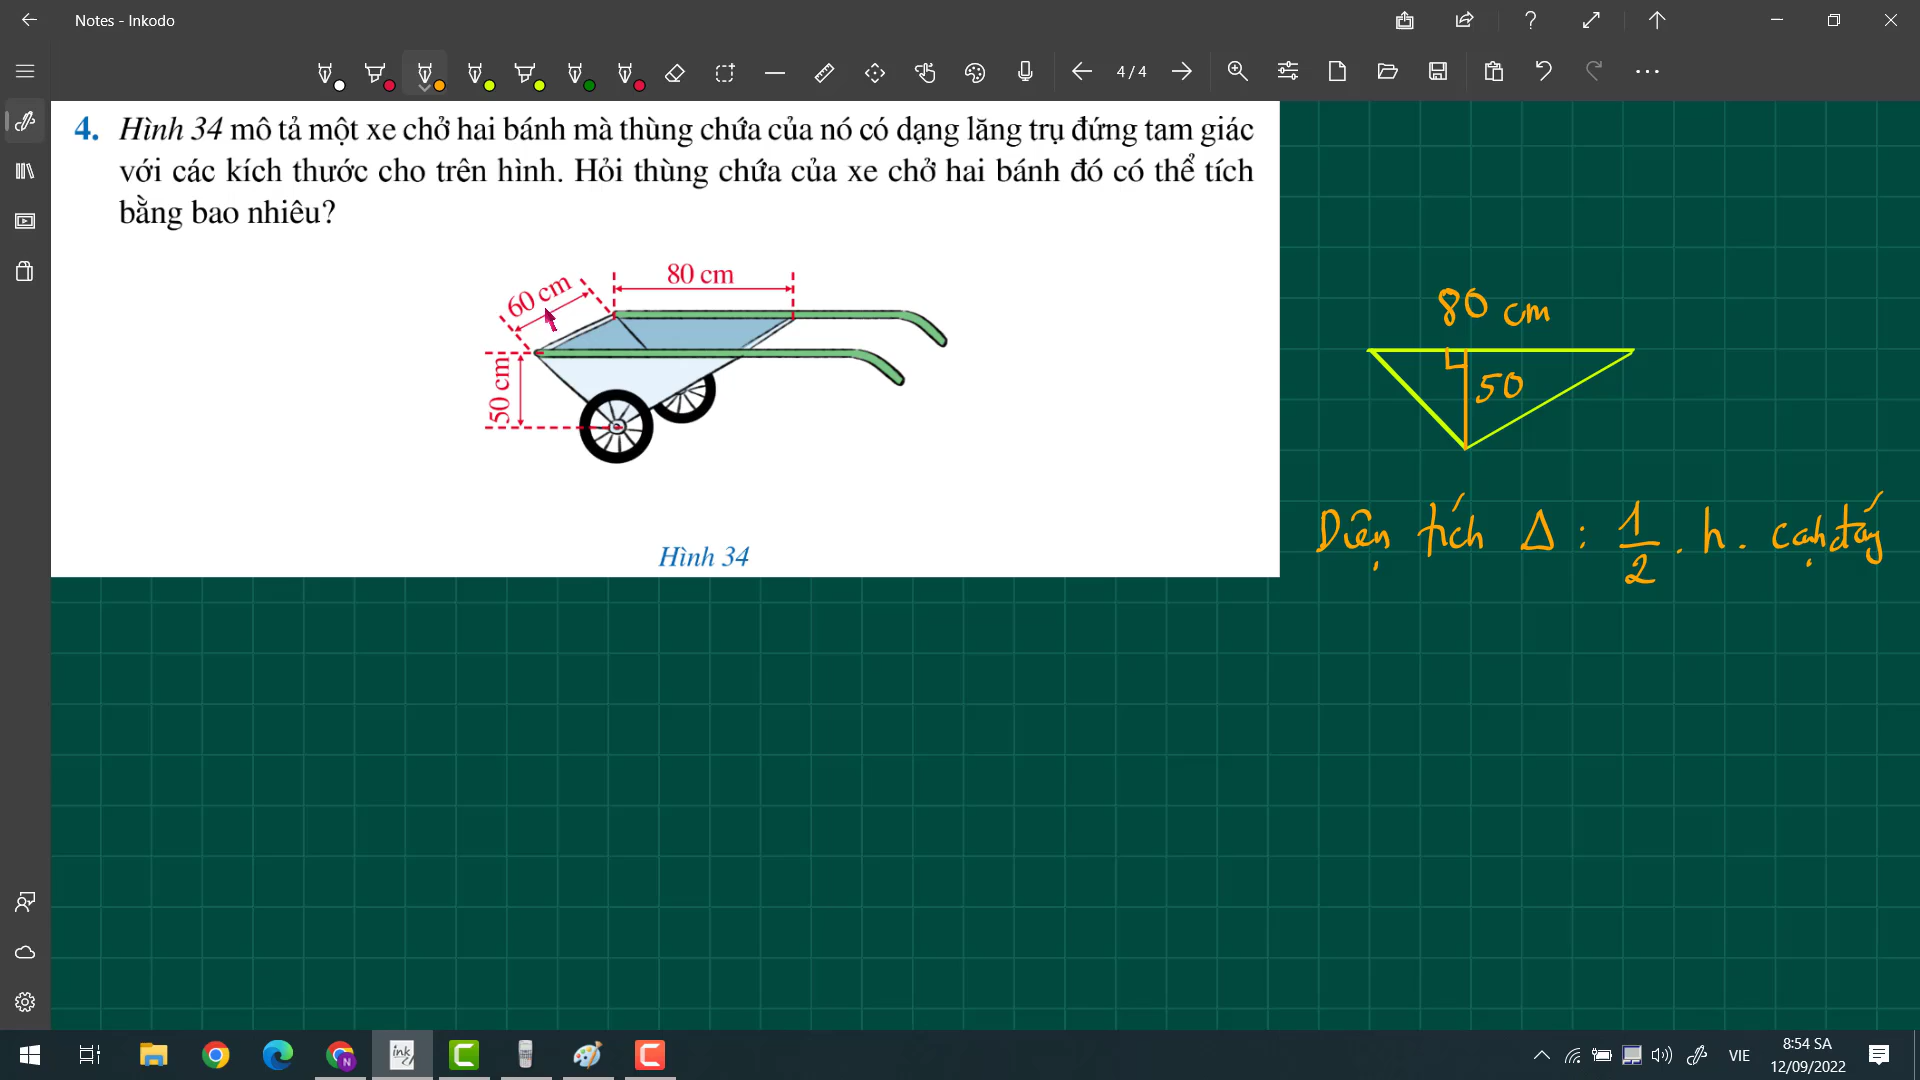 Notes - Inkodo
4 / 4
4. Hình 34 mô tả một xe chở hai bánh mà thùng chứa của nó có dạng lăng trụ đứng tam giác
với các kích thước cho trên hình. Hỏi thùng chứa của xe chở hai bánh đó có thể tích
bằng bao nhiêu?
80 cm
60 cm
50 cm
Hình 34
80 cm
50
Diện tích Δ : 1/2 . h . cạnh đáy
ink
N
VIE
8:54 SA
12/09/2022